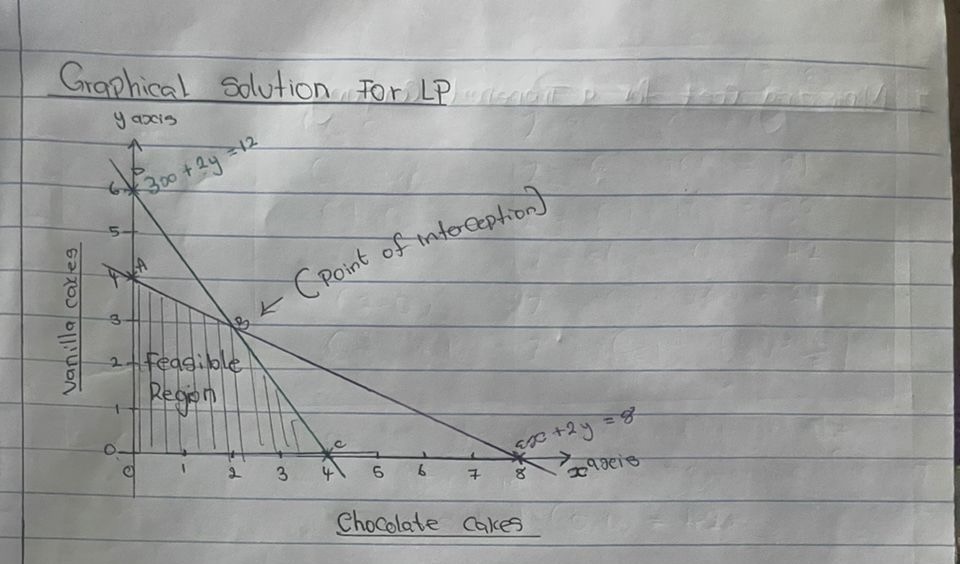 Graphical Solution For LP
y axis
6
3x + 2y = 12
5
4
A
(Point of interception)
3
B
2
Feasible
Region
1
0
C
x + 2y = 8
0 1 2 3 4 5 6 7 8
x axis
Vanilla cakes
Chocolate cakes